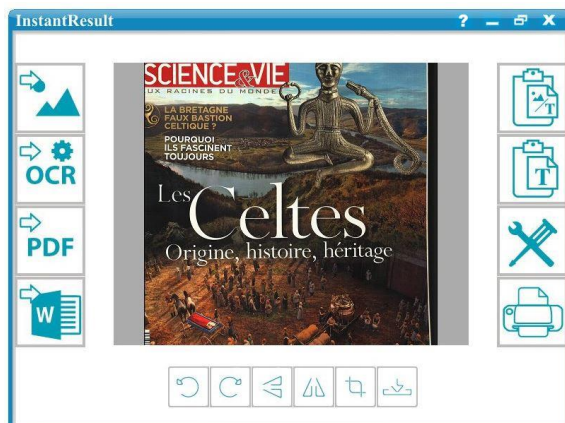 InstantResult
?
SCIENCE & VIE
UX RACINES DU MONDE
LA BRETAGNE
FAUX BASTION
CELTIQUE ?
POURQUOI
ILS FASCINENT
TOUJOURS
Les
Celtes
Origine, histoire, héritage
OCR
PDF
W
T
T